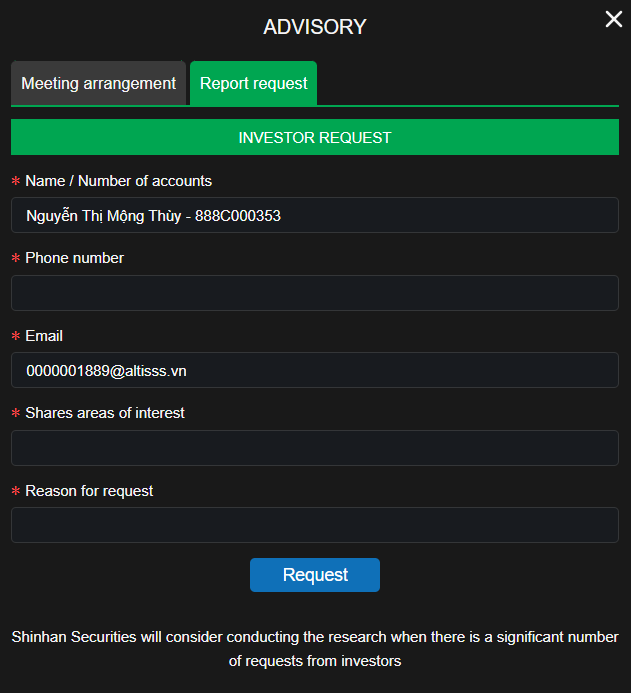 ADVISORY
Meeting arrangement
Report request
INVESTOR REQUEST
* Name / Number of accounts
Nguyễn Thị Mộng Thùy - 888C000353
* Phone number
* Email
0000001889@altisss.vn
* Shares areas of interest
* Reason for request
Request
Shinhan Securities will consider conducting the research when there is a significant number
of requests from investors